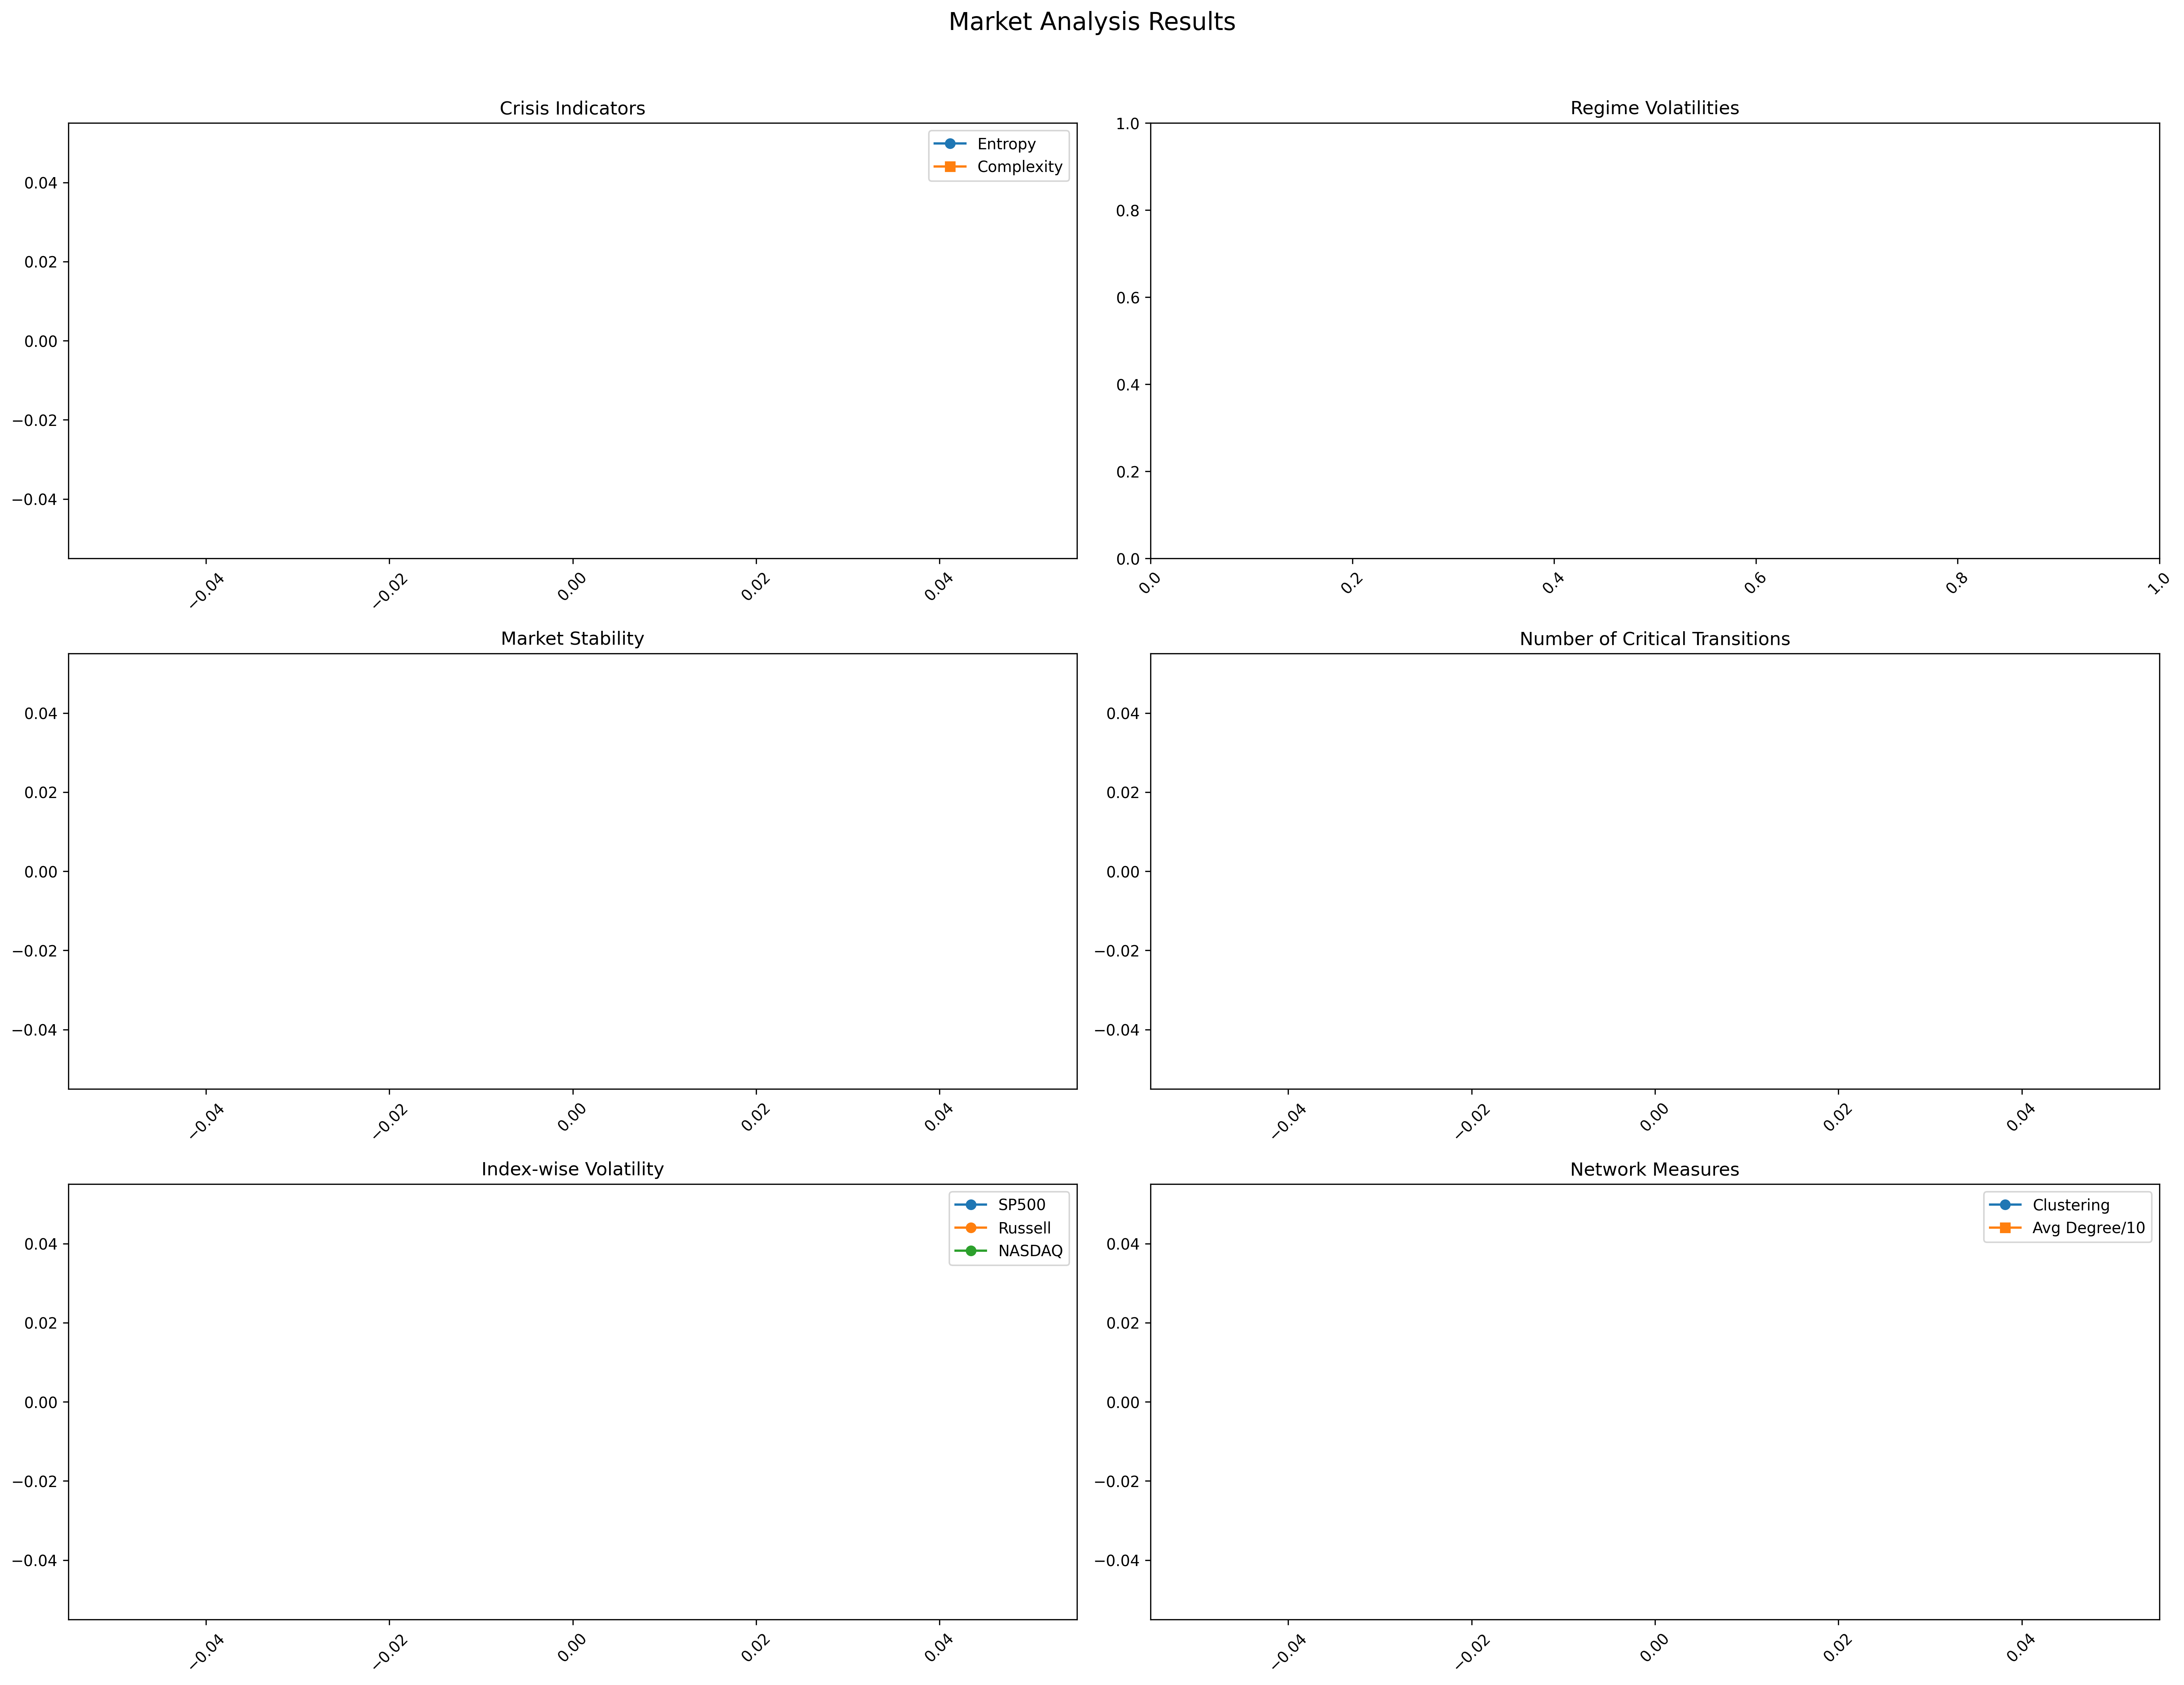 Market Analysis Results
Crisis Indicators
Entropy
Complexity
0.04
0.02
0.00
−0.02
−0.04
−0.04 −0.02 0.00 0.02 0.04
Regime Volatilities
1.0
0.8
0.6
0.4
0.2
0.0
0.0 0.2 0.4 0.6 0.8 1.0
Market Stability
0.04
0.02
0.00
−0.02
−0.04
−0.04 −0.02 0.00 0.02 0.04
Number of Critical Transitions
0.04
0.02
0.00
−0.02
−0.04
−0.04 −0.02 0.00 0.02 0.04
Index-wise Volatility
SP500
Russell
NASDAQ
0.04
0.02
0.00
−0.02
−0.04
−0.04 −0.02 0.00 0.02 0.04
Network Measures
Clustering
Avg Degree/10
0.04
0.02
0.00
−0.02
−0.04
−0.04 −0.02 0.00 0.02 0.04